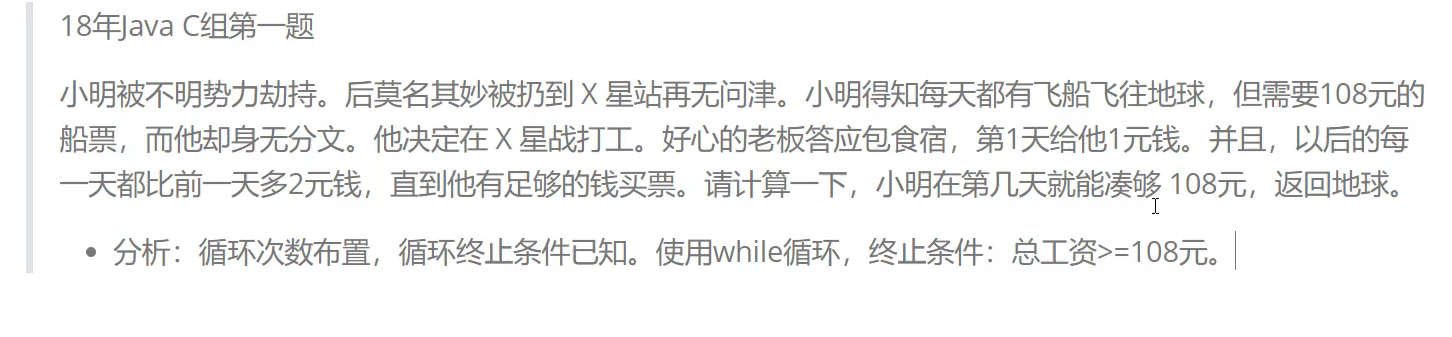 18年Java C组第一题
小明被不明势力劫持。后莫名其妙被扔到 X 星站再无问津。小明得知每天都有飞船飞往地球，但需要108元的
船票，而他却身无分文。他决定在 X 星战打工。好心的老板答应包食宿，第1天给他1元钱。并且，以后的每
一天都比前一天多2元钱，直到他有足够的钱买票。请计算一下，小明在第几天就能凑够 108元，返回地球。
• 分析：循环次数布置，循环终止条件已知。使用while循环，终止条件：总工资>=108元。